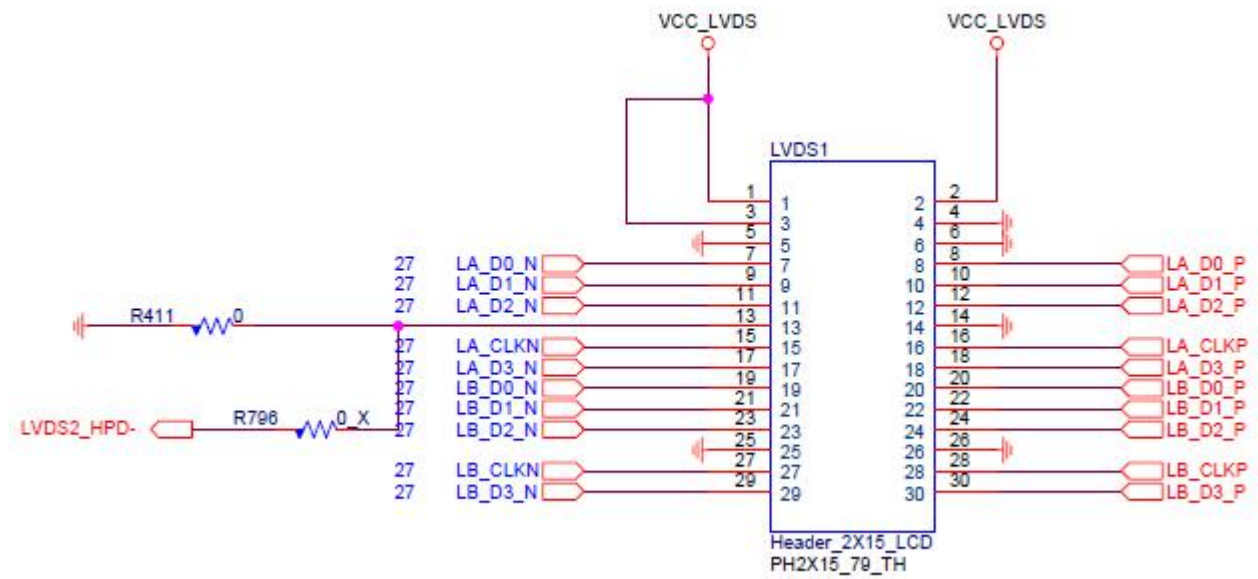 VCC_LVDS VCC_LVDS
LVDS1
1 1 2 2
3 3 4 4
5 5 6 6
27 LA_D0_N 7 7 8 8 LA_D0_P
27 LA_D1_N 9 9 10 10 LA_D1_P
27 LA_D2_N 11 11 12 12 LA_D2_P
R411 0 13 13 14 14
27 LA_CLKN 15 15 16 16 LA_CLKP
27 LA_D3_N 17 17 18 18 LA_D3_P
27 LB_D0_N 19 19 20 20 LB_D0_P
27 LB_D1_N 21 21 22 22 LB_D1_P
LVDS2_HPD- R796 0_X 27 LB_D2_N 23 23 24 24 LB_D2_P
25 25 26 26
27 LB_CLKN 27 27 28 28 LB_CLKP
27 LB_D3_N 29 29 30 30 LB_D3_P
Header_2X15_LCD
PH2X15_79_TH